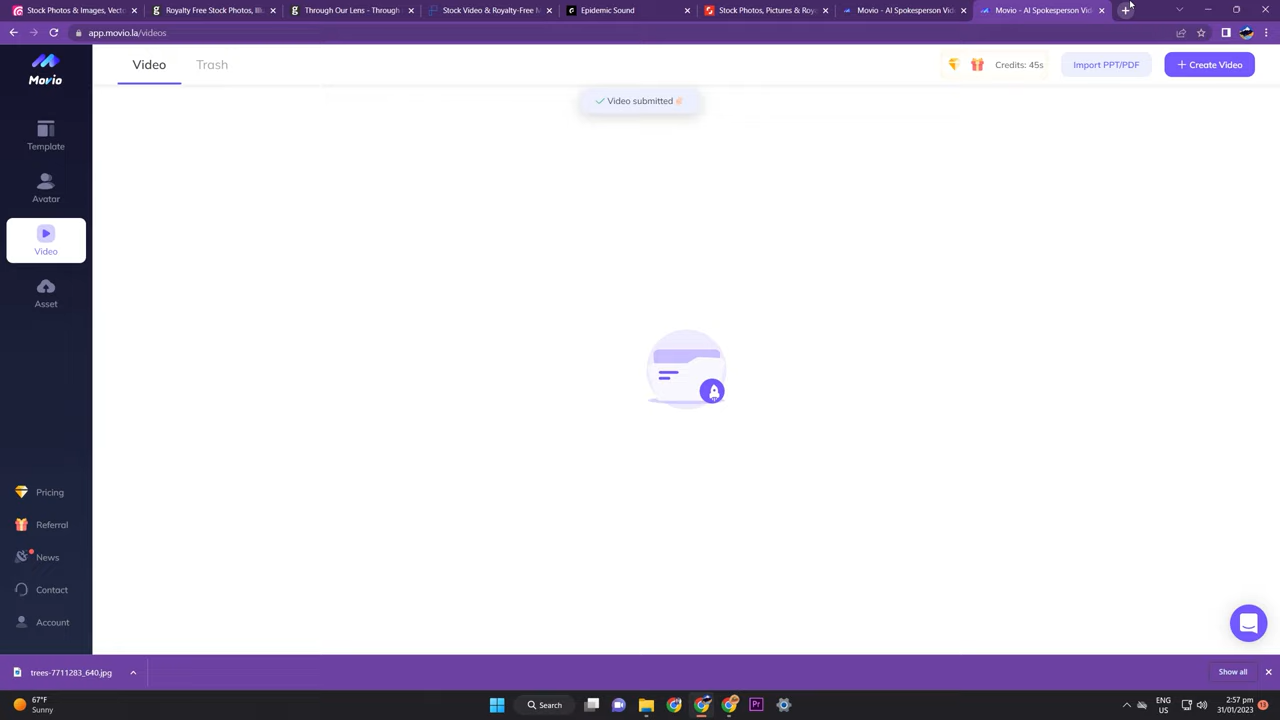 Stock Photos & Images, Vect
Royalty Free Stock Photos, Illu
Through Our Lens - Through
Stock Video & Royalty-Free M
Epidemic Sound
Stock Photos, Pictures & Roya
Movio - AI Spokesperson Vid
Movio - AI Spokesperson Vid
app.movio.la/videos
Movio
Video
Trash
Credits: 45s
Import PPT/PDF
+ Create Video
Video submitted
Template
Avatar
Video
Asset
Pricing
Referral
News
Contact
Account
trees-7711283_640.jpg
Show all
67°F
Sunny
Search
ENG
US
2:57 pm
31/01/2023